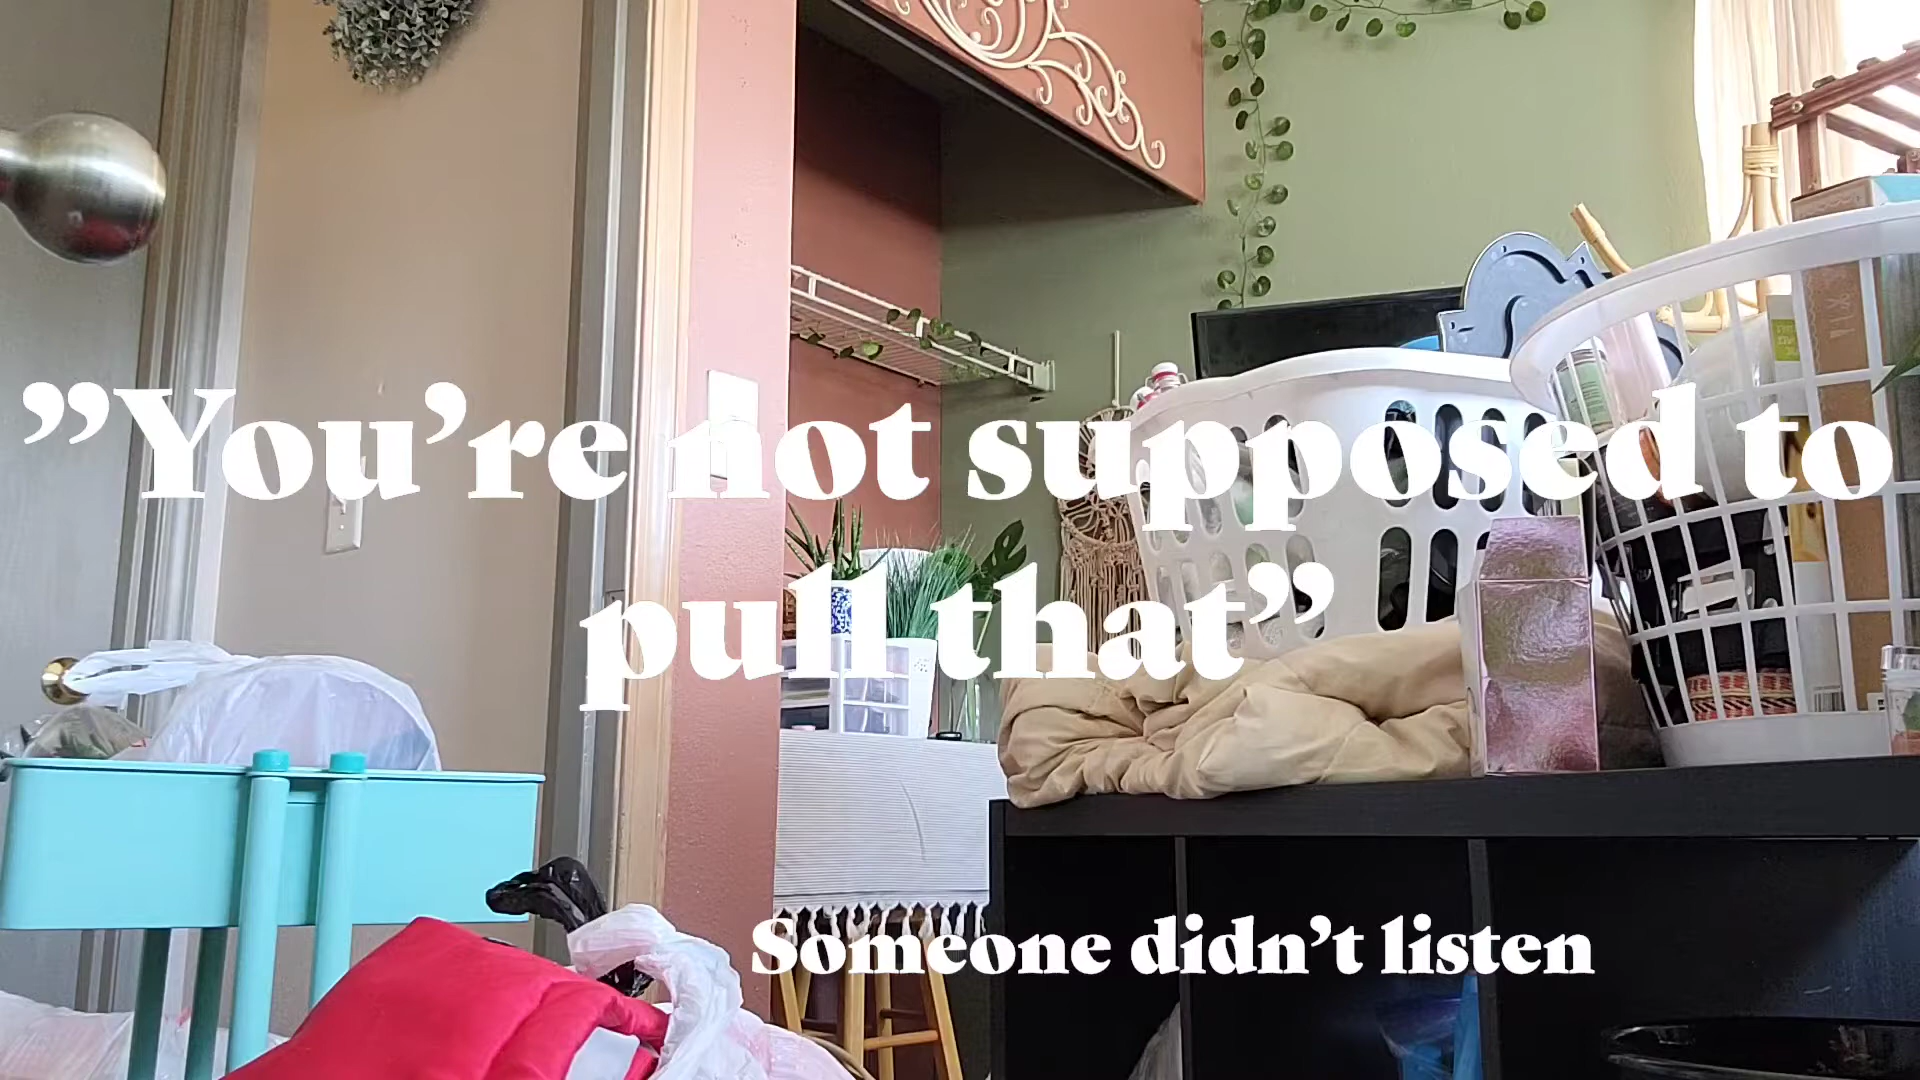 ”You’re not supposed to
pull that”
Someone didn’t listen